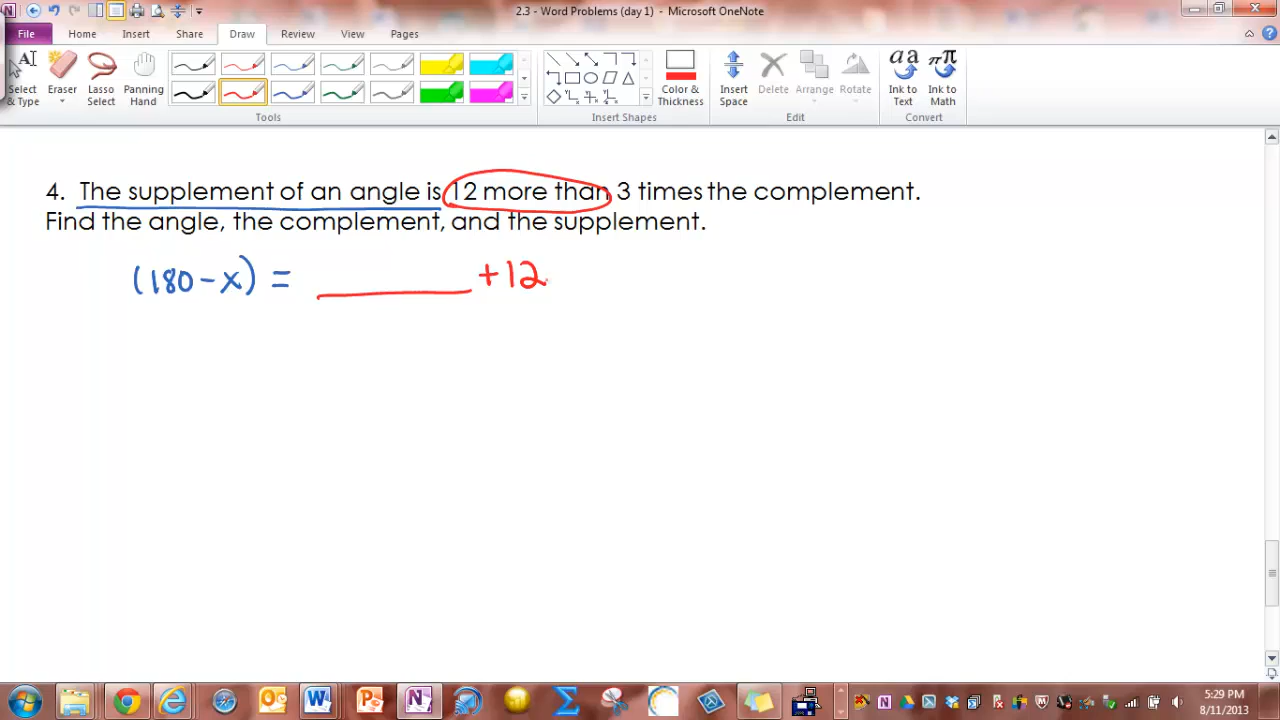 2.3 - Word Problems (day 1) - Microsoft OneNote
File Home Insert Share Draw Review View Pages
Select & Type Eraser Lasso Select Panning Hand Color & Thickness Insert Space Delete Arrange Rotate Ink to Text Ink to Math
Tools Insert Shapes Edit Convert
4. The supplement of an angle is 12 more than 3 times the complement.
Find the angle, the complement, and the supplement.
(180-x) = ______ +12
5:29 PM
8/11/2013